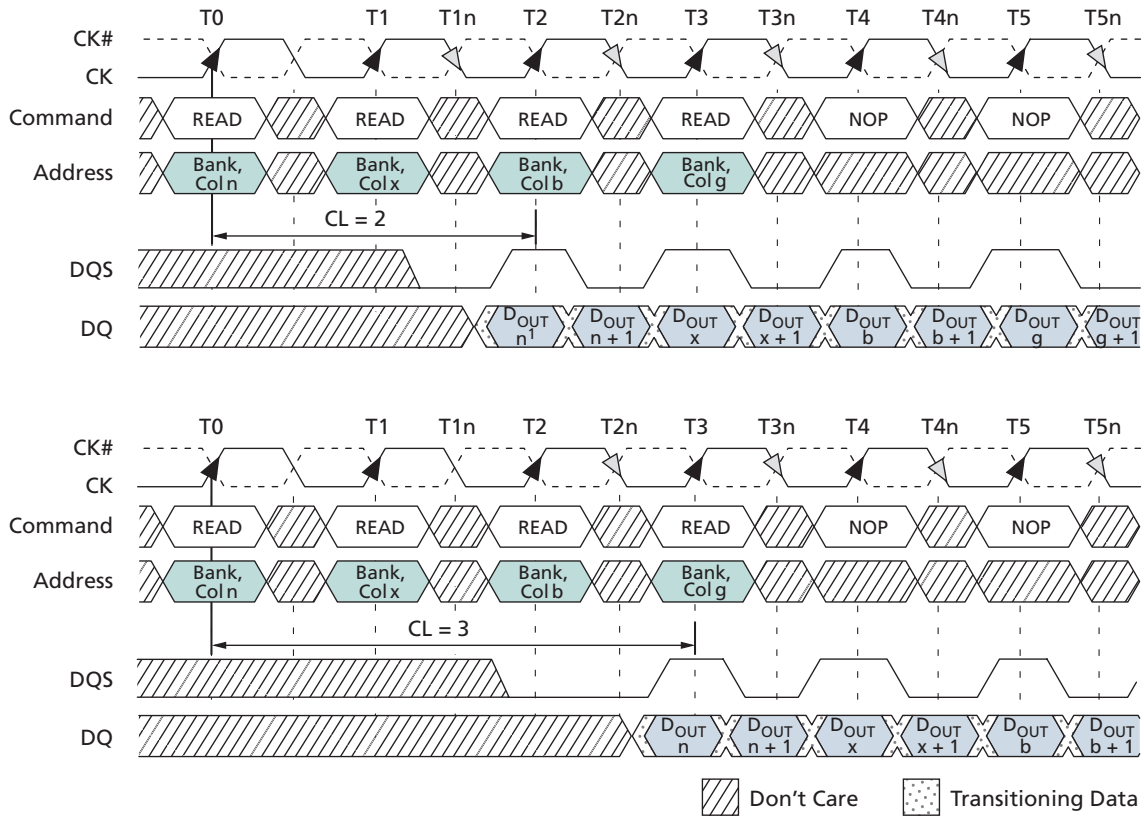 T0 T1 T1n T2 T2n T3 T3n T4 T4n T5 T5n
CK#
CK
Command READ READ READ READ NOP NOP
Address Bank, Col n Bank, Col x Bank, Col b Bank, Col g
CL = 2
DQS
DQ DOUT n1 DOUT n + 1 DOUT x DOUT x + 1 DOUT b DOUT b + 1 DOUT g DOUT g + 1
T0 T1 T1n T2 T2n T3 T3n T4 T4n T5 T5n
CK#
CK
Command READ READ READ READ NOP NOP
Address Bank, Col n Bank, Col x Bank, Col b Bank, Col g
CL = 3
DQS
DQ DOUT n DOUT n + 1 DOUT x DOUT x + 1 DOUT b DOUT b + 1
Don't Care Transitioning Data